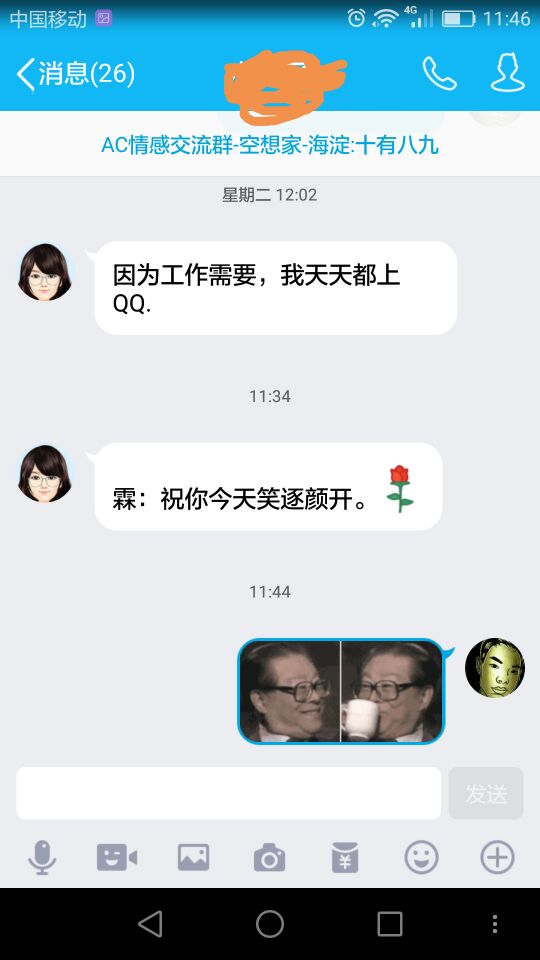 中国移动
4G
11:46
消息(26)
AC情感交流群-空想家-海淀:十有八九
星期二 12:02
因为工作需要，我天天都上
QQ.
11:34
霖：祝你今天笑逐颜开。
11:44
发送